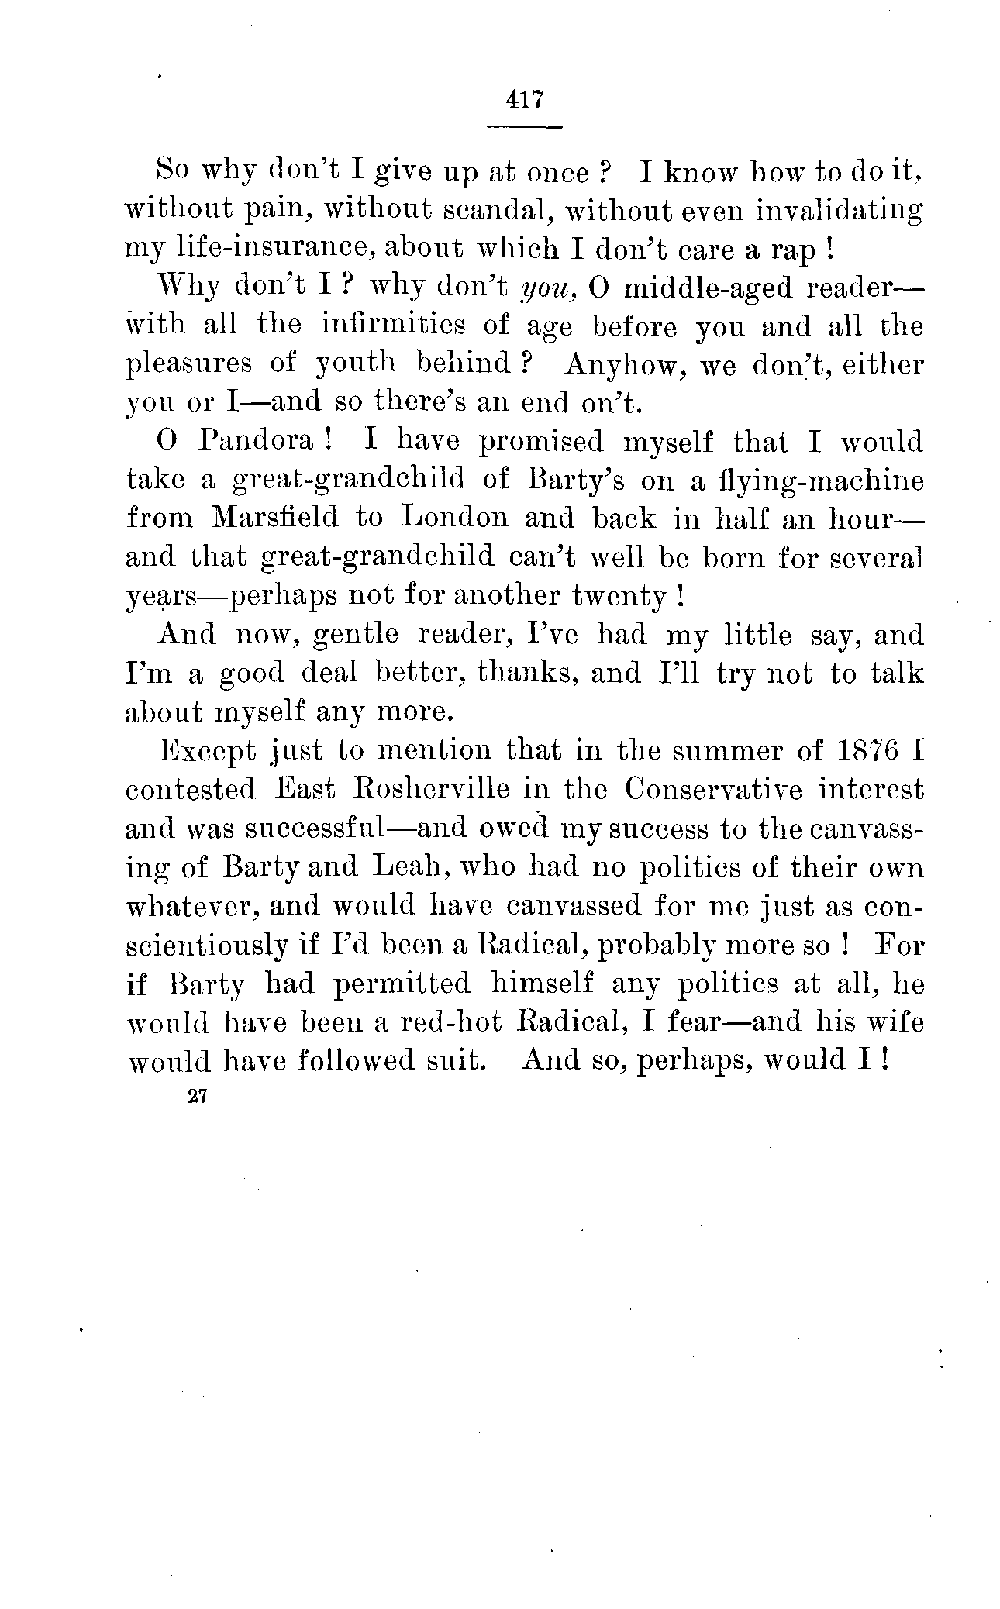 417
So why don't I give up at once ? I know how to do it,
without pain, without scandal, without even invalidating
my life-insurance, about which I don't care a rap !
Why don't I ? why don't you, O middle-aged reader—
with all the infirmities of age before you and all the
pleasures of youth behind ? Anyhow, we don't, either
you or I—and so there's an end on't.
O Pandora ! I have promised myself that I would
take a great-grandchild of Barty's on a flying-machine
from Marsfield to London and back in half an hour—
and that great-grandchild can't well be born for several
years—perhaps not for another twenty !
And now, gentle reader, I've had my little say, and
I'm a good deal better, thanks, and I'll try not to talk
about myself any more.
Except just to mention that in the summer of 1876 I
contested East Rosherville in the Conservative interest
and was successful—and owed my success to the canvass-
ing of Barty and Leah, who had no politics of their own
whatever, and would have canvassed for me just as con-
scientiously if I'd been a Radical, probably more so ! For
if Barty had permitted himself any politics at all, he
would have been a red-hot Radical, I fear—and his wife
would have followed suit. And so, perhaps, would I !
27